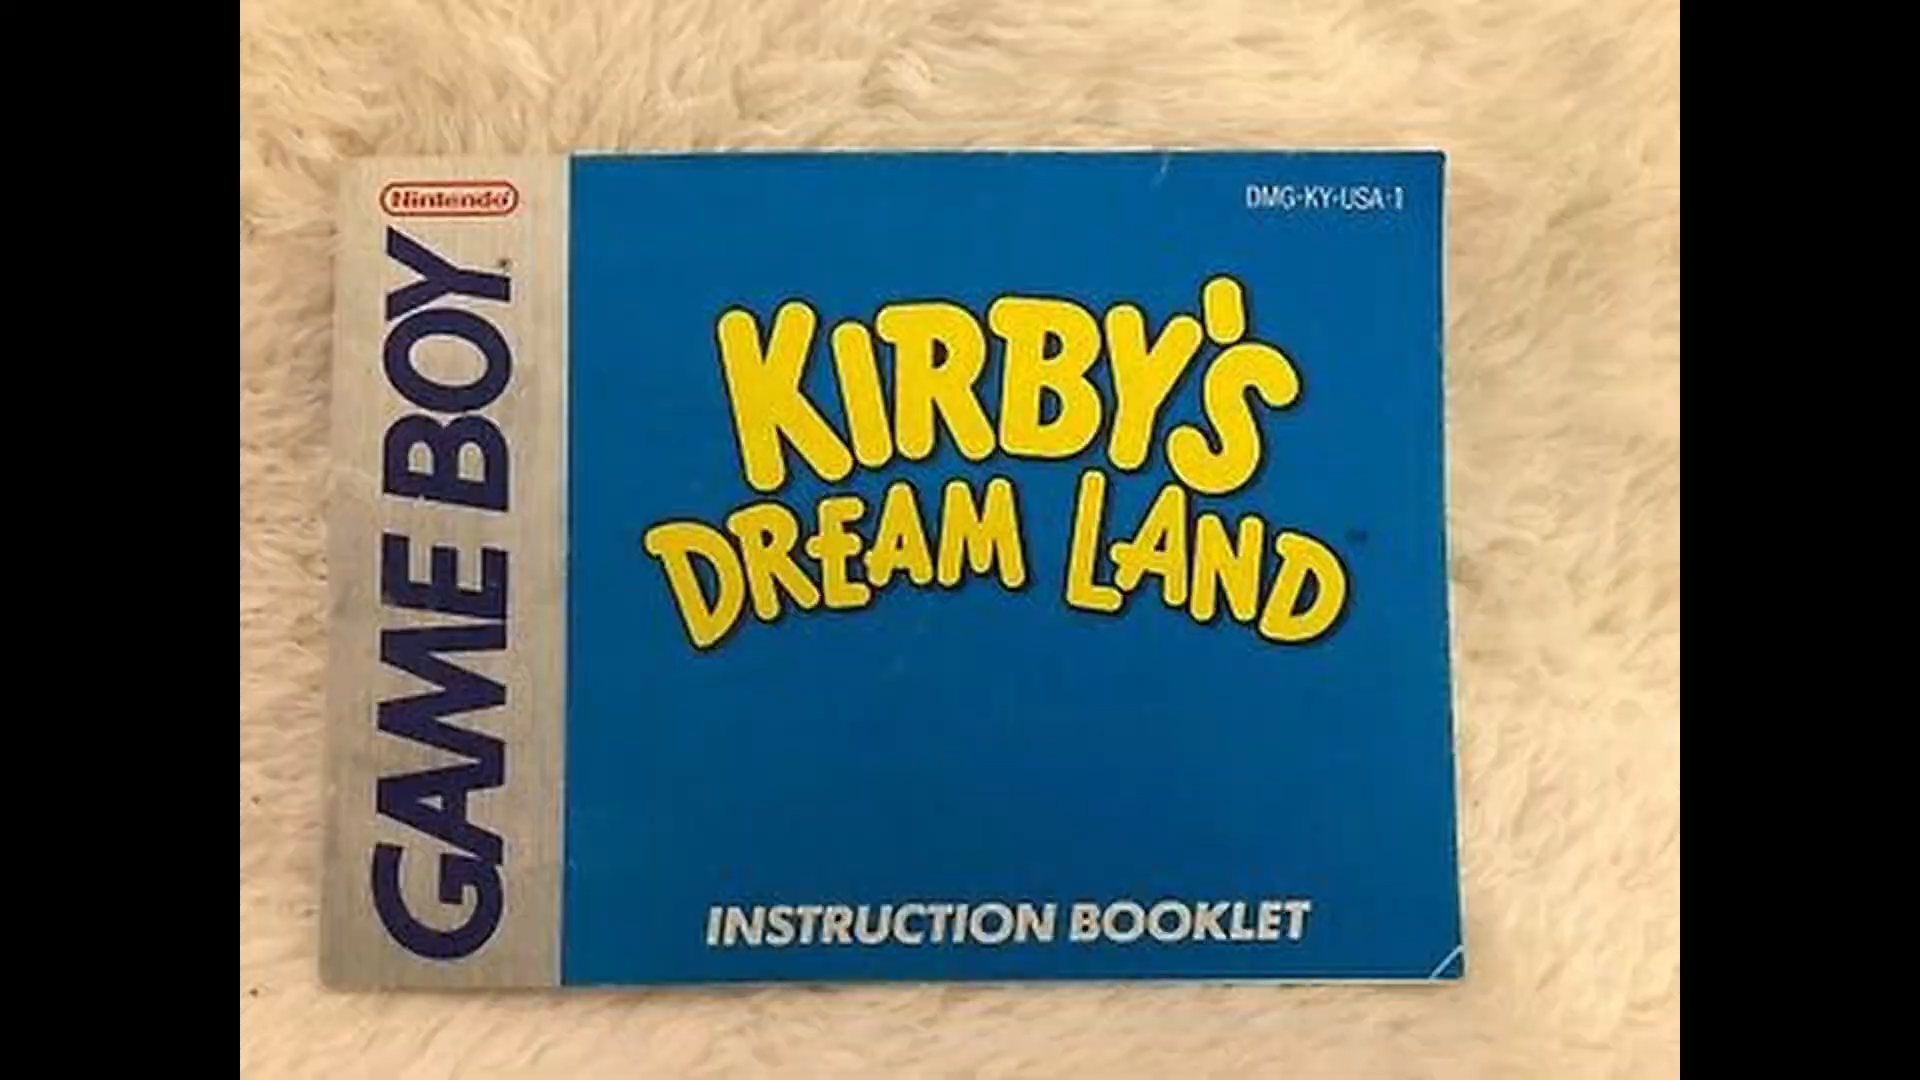 Nintendo
GAME BOY
DMG-KY-USA-1
KIRBY'S
DREAM LAND
INSTRUCTION BOOKLET